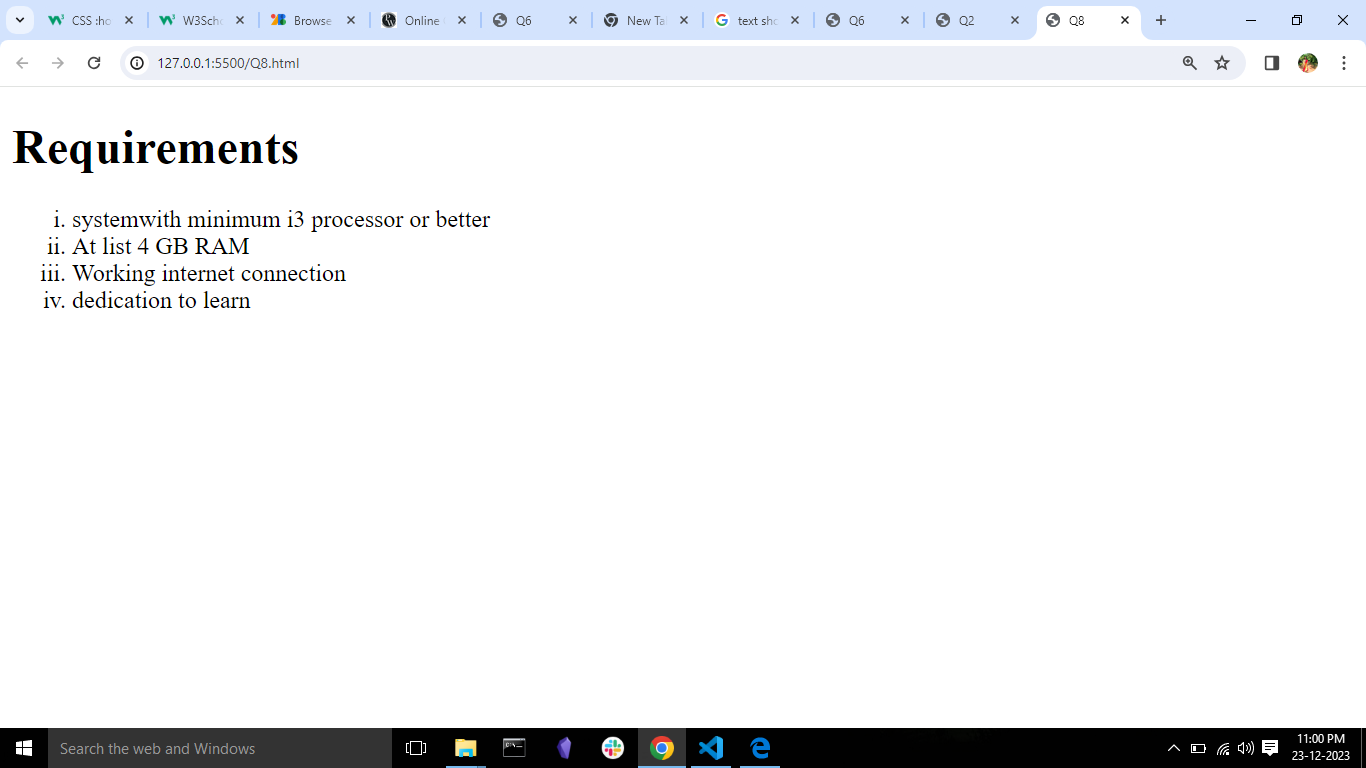 CSS :ho
W3Sch
Browse
Online
Q6
New Ta
text sho
Q6
Q2
Q8
127.0.0.1:5500/Q8.html
Requirements
i. systemwith minimum i3 processor or better
ii. At list 4 GB RAM
iii. Working internet connection
iv. dedication to learn
Search the web and Windows
11:00 PM
23-12-2023